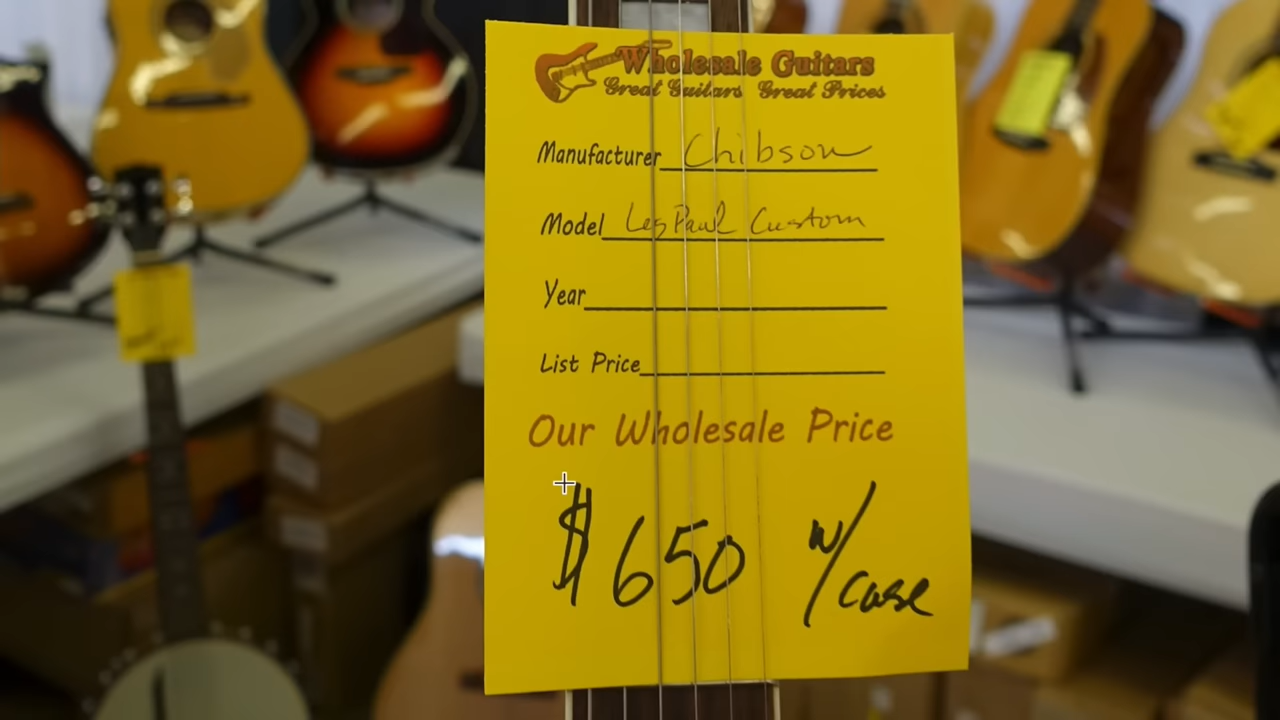 Wholesale Guitars
Great Guitars Great Prices
Manufacturer Chibson
Model Les Paul Custom
Year
List Price
Our Wholesale Price
$650 w/case